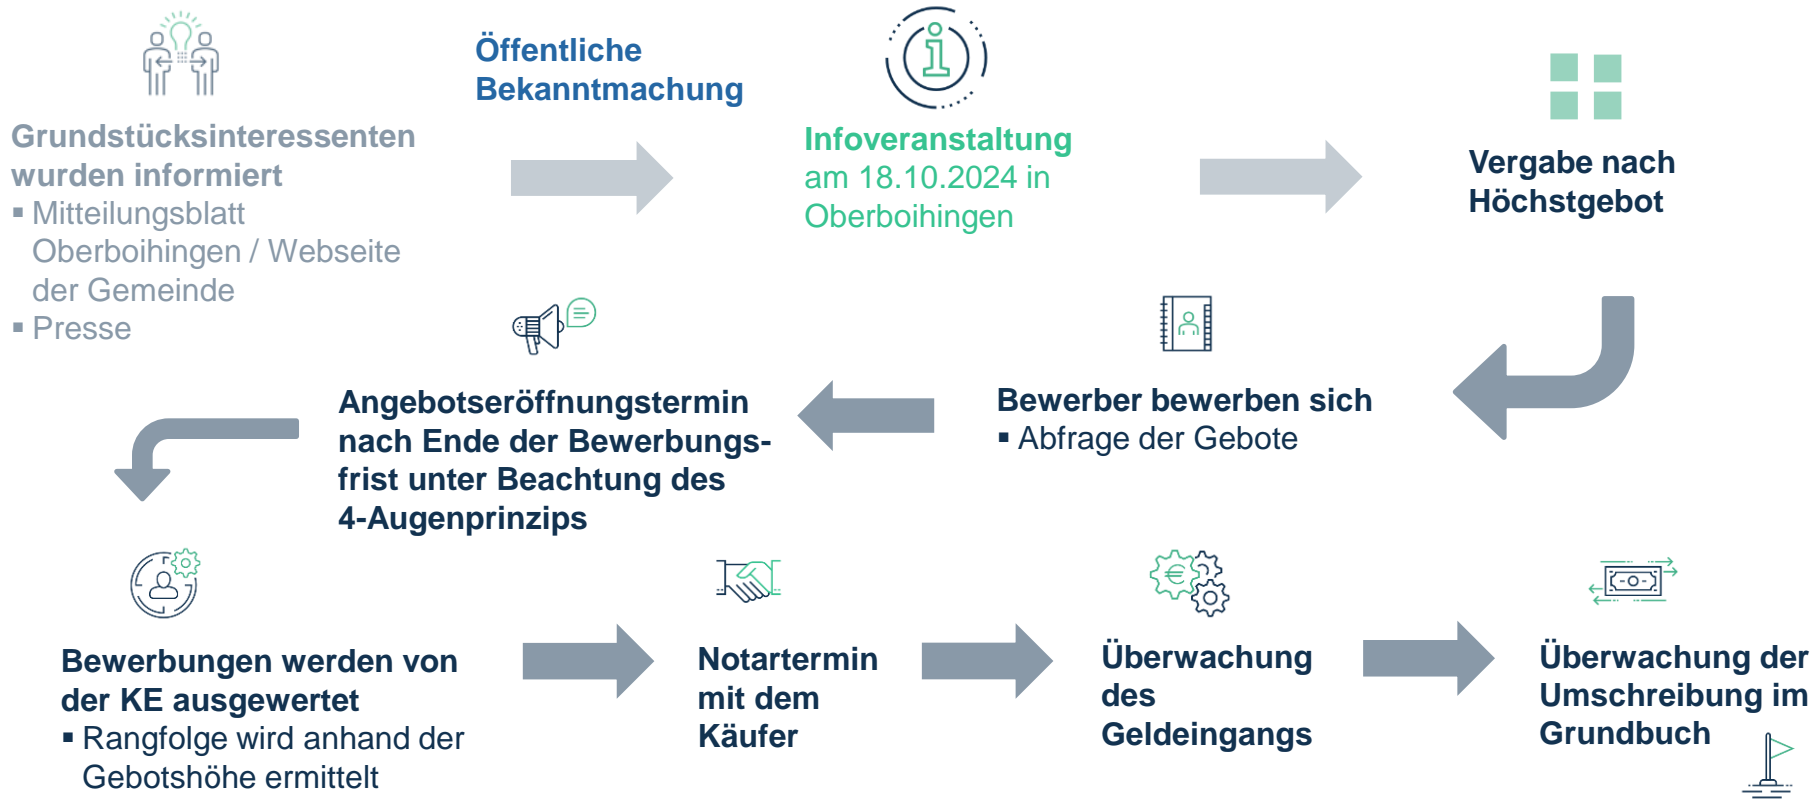 Grundstücksinteressenten
wurden informiert
▪ Mitteilungsblatt
Oberboihingen / Webseite
der Gemeinde
▪ Presse
Öffentliche
Bekanntmachung
Infoveranstaltung
am 18.10.2024 in
Oberboihingen
Vergabe nach
Höchstgebot
Bewerber bewerben sich
▪ Abfrage der Gebote
Angebotseröffnungstermin
nach Ende der Bewerbungs-
frist unter Beachtung des
4-Augenprinzips
Bewerbungen werden von
der KE ausgewertet
▪ Rangfolge wird anhand der
Gebotshöhe ermittelt
Notartermin
mit dem
Käufer
Überwachung
des
Geldeingangs
Überwachung der
Umschreibung im
Grundbuch